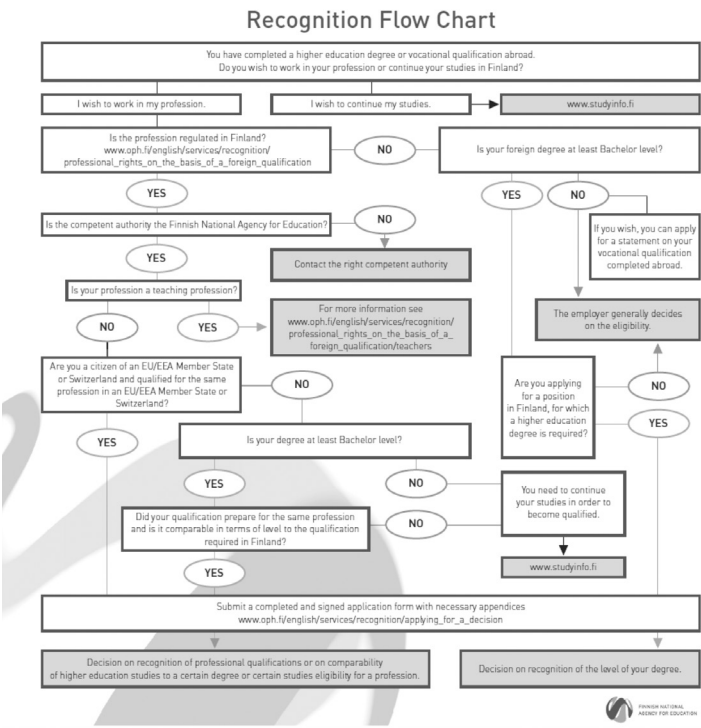 Recognition Flow Chart
You have completed a higher education degree or vocational qualification abroad.
Do you wish to work in your profession or continue your studies in Finland?
I wish to work in my profession.
I wish to continue my studies.
www.studyinfo.fi
Is the profession regulated in Finland?
www.oph.fi/english/services/recognition/
professional_rights_on_the_basis_of_a_foreign_qualification
NO
Is your foreign degree at least Bachelor level?
YES
YES
NO
Is the competent authority the Finnish National Agency for Education?
NO
If you wish, you can apply
for a statement on your
vocational qualification
completed abroad.
YES
Contact the right competent authority
Is your profession a teaching profession?
NO
YES
For more information see
www.oph.fi/english/services/recognition/
professional_rights_on_the_basis_of_a_
foreign_qualification/teachers
The employer generally decides
on the eligibility.
Are you a citizen of an EU/EEA Member State
or Switzerland and qualified for the same
profession in an EU/EEA Member State or
Switzerland?
NO
Are you applying
for a position
in Finland, for which
a higher education
degree is required?
NO
YES
YES
Is your degree at least Bachelor level?
YES
NO
You need to continue
your studies in order to
become qualified.
Did your qualification prepare for the same profession
and is it comparable in terms of level to the qualification
required in Finland?
NO
www.studyinfo.fi
YES
Submit a completed and signed application form with necessary appendices
www.oph.fi/english/services/recognition/applying_for_a_decision
Decision on recognition of professional qualifications or on comparability
of higher education studies to a certain degree or certain studies eligibility for a profession.
Decision on recognition of the level of your degree.
FINNISH NATIONAL
AGENCY FOR EDUCATION